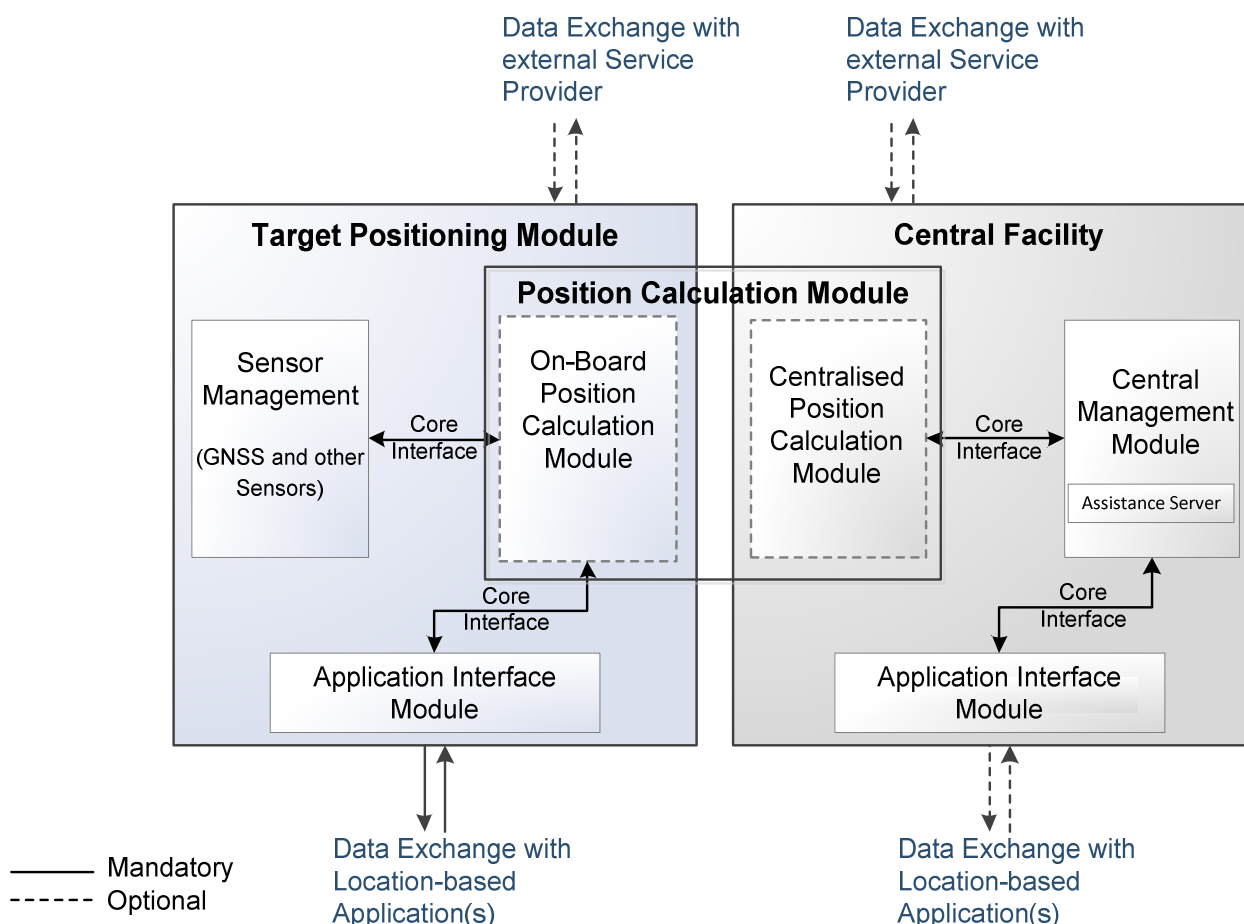 Data Exchange with
external Service
Provider
Data Exchange with
external Service
Provider
Target Positioning Module
Central Facility
Position Calculation Module
Sensor
Management
(GNSS and other
Sensors)
Core
Interface
On-Board
Position
Calculation
Module
Centralised
Position
Calculation
Module
Core
Interface
Central
Management
Module
Assistance Server
Core
Interface
Core
Interface
Application Interface
Module
Application Interface
Module
Mandatory
Optional
Data Exchange with
Location-based
Application(s)
Data Exchange with
Location-based
Application(s)